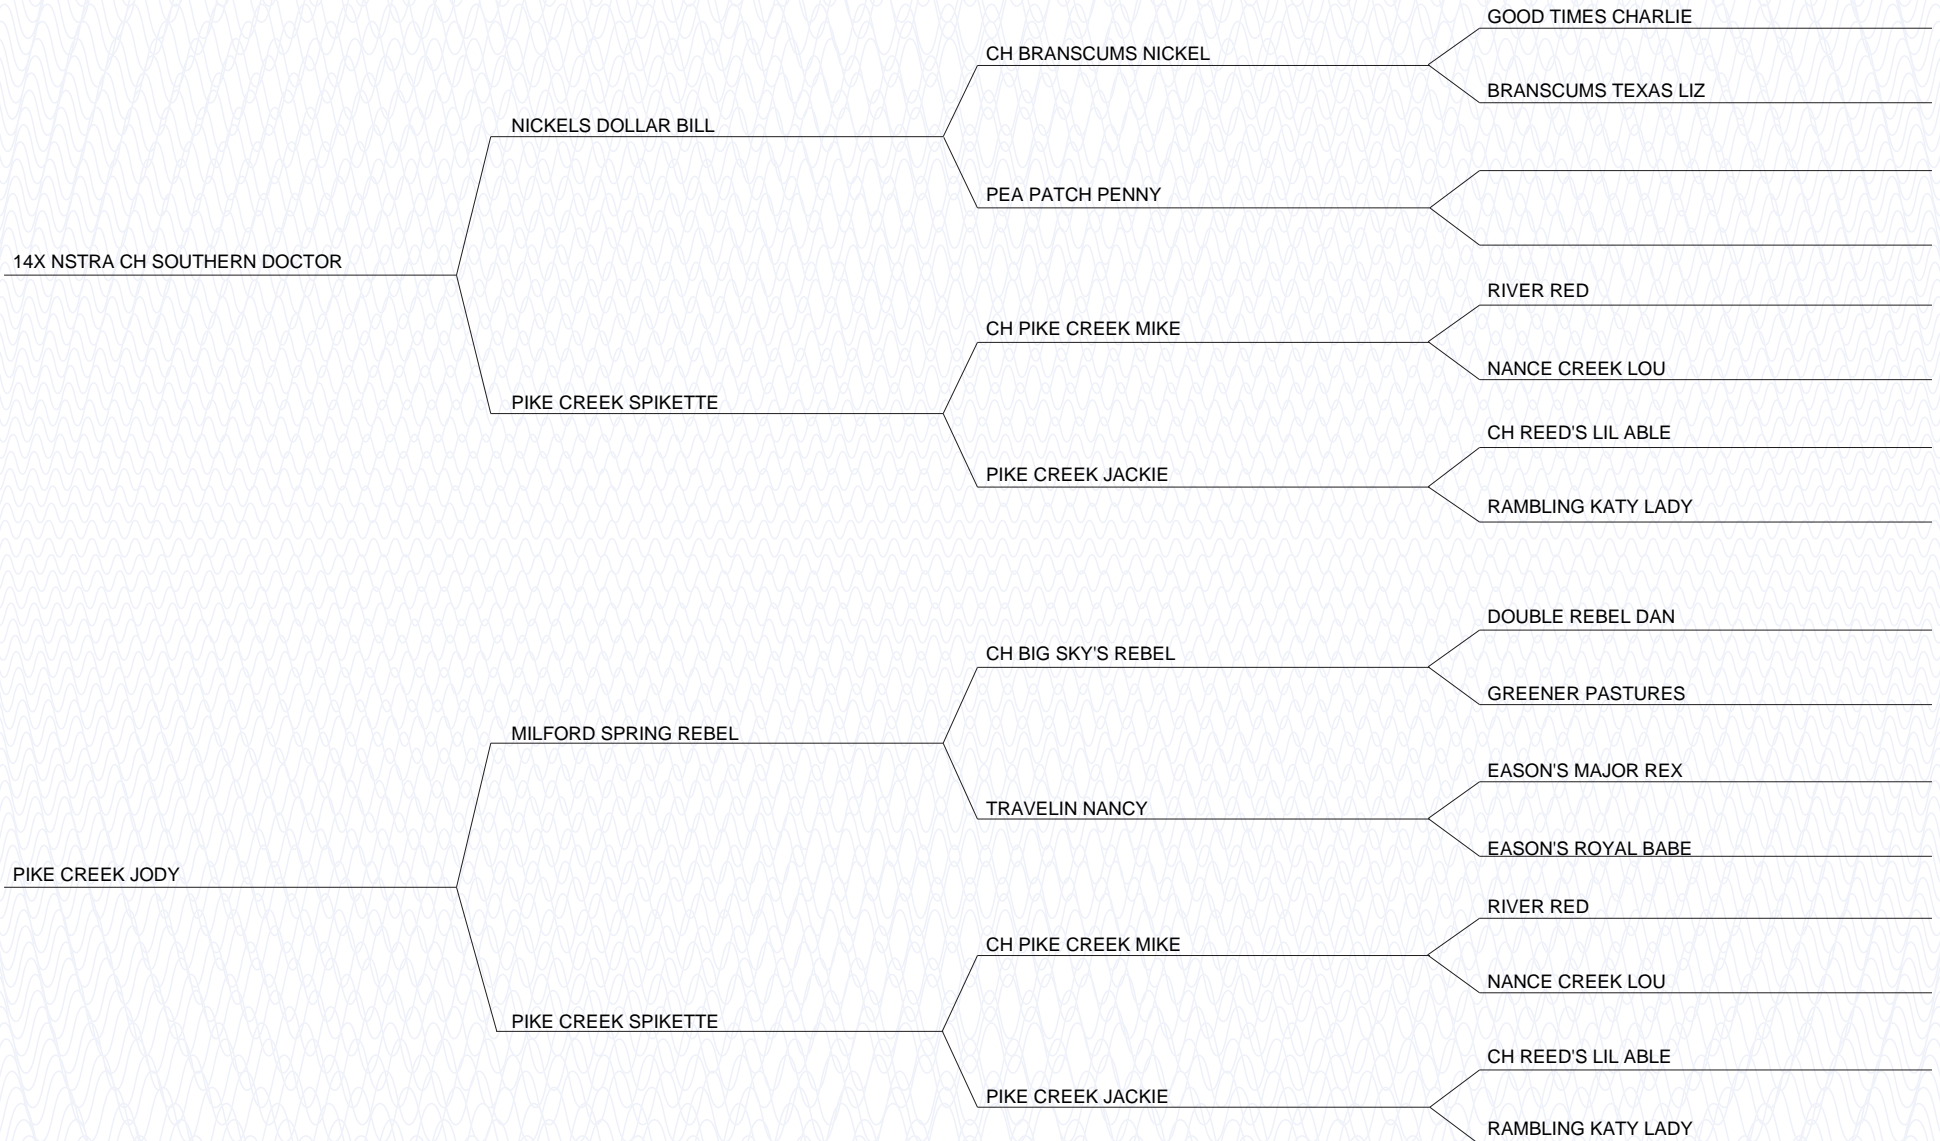 GOOD TIMES CHARLIE
CH BRANSCUMS NICKEL
BRANSCUMS TEXAS LIZ
NICKELS DOLLAR BILL
PEA PATCH PENNY
14X NSTRA CH SOUTHERN DOCTOR
RIVER RED
CH PIKE CREEK MIKE
NANCE CREEK LOU
PIKE CREEK SPIKETTE
CH REED'S LIL ABLE
PIKE CREEK JACKIE
RAMBLING KATY LADY
DOUBLE REBEL DAN
CH BIG SKY'S REBEL
GREENER PASTURES
MILFORD SPRING REBEL
EASON'S MAJOR REX
TRAVELIN NANCY
EASON'S ROYAL BABE
PIKE CREEK JODY
RIVER RED
CH PIKE CREEK MIKE
NANCE CREEK LOU
PIKE CREEK SPIKETTE
CH REED'S LIL ABLE
PIKE CREEK JACKIE
RAMBLING KATY LADY